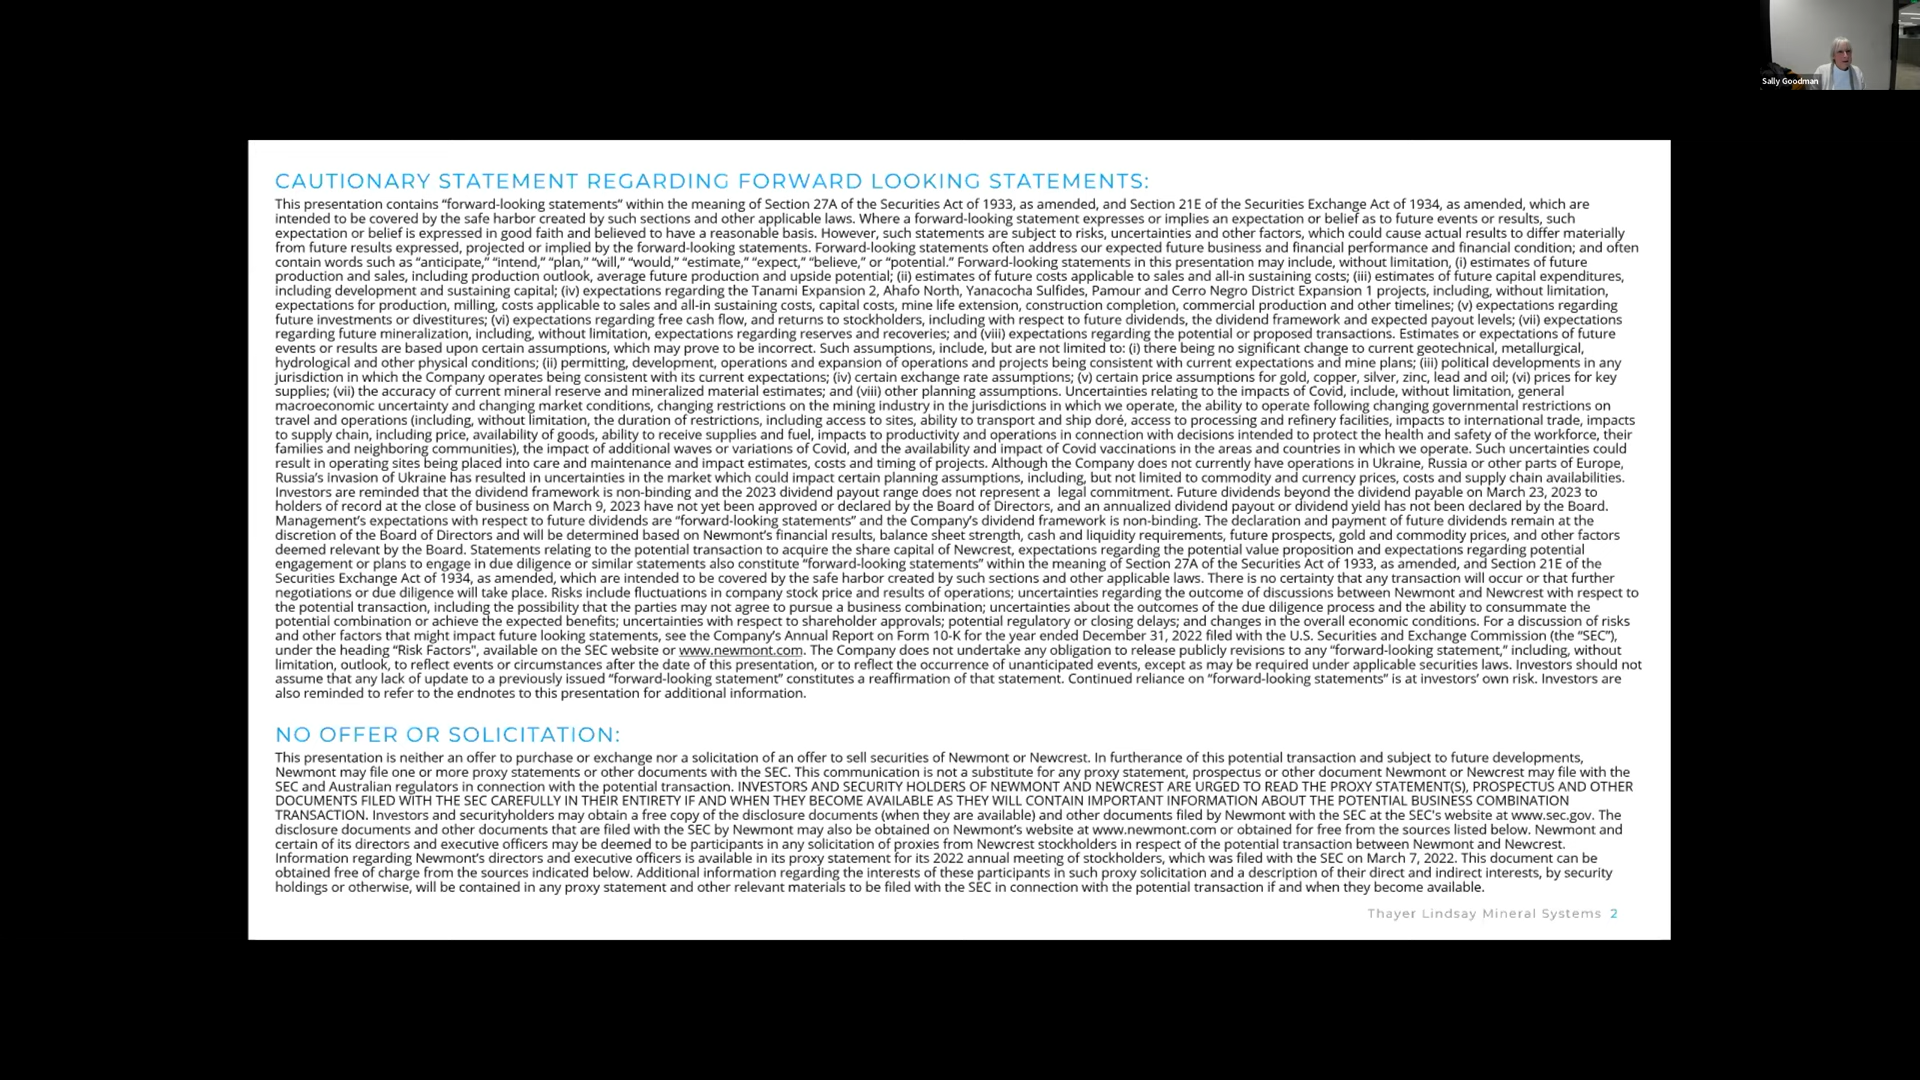 Sally Goodman
CAUTIONARY STATEMENT REGARDING FORWARD LOOKING STATEMENTS:
This presentation contains “forward-looking statements” within the meaning of Section 27A of the Securities Act of 1933, as amended, and Section 21E of the Securities Exchange Act of 1934, as amended, which are
intended to be covered by the safe harbor created by such sections and other applicable laws. Where a forward-looking statement expresses or implies an expectation or belief as to future events or results, such
expectation or belief is expressed in good faith and believed to have a reasonable basis. However, such statements are subject to risks, uncertainties and other factors, which could cause actual results to differ materially
from future results expressed, projected or implied by the forward-looking statements. Forward-looking statements often address our expected future business and financial performance and financial condition; and often
contain words such as “anticipate,” “intend,” “plan,” “will,” “would,” “estimate,” “expect,” “believe,” or “potential.” Forward-looking statements in this presentation may include, without limitation, (i) estimates of future
production and sales, including production outlook, average future production and upside potential; (ii) estimates of future costs applicable to sales and all-in sustaining costs; (iii) estimates of future capital expenditures,
including development and sustaining capital; (iv) expectations regarding the Tanami Expansion 2, Ahafo North, Yanacocha Sulfides, Pamour and Cerro Negro District Expansion 1 projects, including, without limitation,
expectations for production, milling, costs applicable to sales and all-in sustaining costs, capital costs, mine life extension, construction completion, commercial production and other timelines; (v) expectations regarding
future investments or divestitures; (vi) expectations regarding free cash flow, and returns to stockholders, including with respect to future dividends, the dividend framework and expected payout levels; (vii) expectations
regarding future mineralization, including, without limitation, expectations regarding reserves and recoveries; and (viii) expectations regarding the potential or proposed transactions. Estimates or expectations of future
events or results are based upon certain assumptions, which may prove to be incorrect. Such assumptions, include, but are not limited to: (i) there being no significant change to current geotechnical, metallurgical,
hydrological and other physical conditions; (ii) permitting, development, operations and expansion of operations and projects being consistent with current expectations and mine plans; (iii) political developments in any
jurisdiction in which the Company operates being consistent with its current expectations; (iv) certain exchange rate assumptions; (v) certain price assumptions for gold, copper, silver, zinc, lead and oil; (vi) prices for key
supplies; (vii) the accuracy of current mineral reserve and mineralized material estimates; and (viii) other planning assumptions. Uncertainties relating to the impacts of Covid, include, without limitation, general
macroeconomic uncertainty and changing market conditions, changing restrictions on the mining industry in the jurisdictions in which we operate, the ability to operate following changing governmental restrictions on
travel and operations (including, without limitation, the duration of restrictions, including access to sites, ability to transport and ship doré, access to processing and refinery facilities, impacts to international trade, impacts
to supply chain, including price, availability of goods, ability to receive supplies and fuel, impacts to productivity and operations in connection with decisions intended to protect the health and safety of the workforce, their
families and neighboring communities), the impact of additional waves or variations of Covid, and the availability and impact of Covid vaccinations in the areas and countries in which we operate. Such uncertainties could
result in operating sites being placed into care and maintenance and impact estimates, costs and timing of projects. Although the Company does not currently have operations in Ukraine, Russia or other parts of Europe,
Russia’s invasion of Ukraine has resulted in uncertainties in the market which could impact certain planning assumptions, including, but not limited to commodity and currency prices, costs and supply chain availabilities.
Investors are reminded that the dividend framework is non-binding and the 2023 dividend payout range does not represent a legal commitment. Future dividends beyond the dividend payable on March 23, 2023 to
holders of record at the close of business on March 9, 2023 have not yet been approved or declared by the Board of Directors, and an annualized dividend payout or dividend yield has not been declared by the Board.
Management’s expectations with respect to future dividends are “forward-looking statements” and the Company’s dividend framework is non-binding. The declaration and payment of future dividends remain at the
discretion of the Board of Directors and will be determined based on Newmont’s financial results, balance sheet strength, cash and liquidity requirements, future prospects, gold and commodity prices, and other factors
deemed relevant by the Board. Statements relating to the potential transaction to acquire the share capital of Newcrest, expectations regarding the potential value proposition and expectations regarding potential
engagement or plans to engage in due diligence or similar statements also constitute “forward-looking statements” within the meaning of Section 27A of the Securities Act of 1933, as amended, and Section 21E of the
Securities Exchange Act of 1934, as amended, which are intended to be covered by the safe harbor created by such sections and other applicable laws. There is no certainty that any transaction will occur or that further
negotiations or due diligence will take place. Risks include fluctuations in company stock price and results of operations; uncertainties regarding the outcome of discussions between Newmont and Newcrest with respect to
the potential transaction, including the possibility that the parties may not agree to pursue a business combination; uncertainties about the outcomes of the due diligence process and the ability to consummate the
potential combination or achieve the expected benefits; uncertainties with respect to shareholder approvals; potential regulatory or closing delays; and changes in the overall economic conditions. For a discussion of risks
and other factors that might impact future looking statements, see the Company’s Annual Report on Form 10-K for the year ended December 31, 2022 filed with the U.S. Securities and Exchange Commission (the “SEC”),
under the heading “Risk Factors", available on the SEC website or www.newmont.com. The Company does not undertake any obligation to release publicly revisions to any “forward-looking statement,” including, without
limitation, outlook, to reflect events or circumstances after the date of this presentation, or to reflect the occurrence of unanticipated events, except as may be required under applicable securities laws. Investors should not
assume that any lack of update to a previously issued “forward-looking statement” constitutes a reaffirmation of that statement. Continued reliance on “forward-looking statements” is at investors’ own risk. Investors are
also reminded to refer to the endnotes to this presentation for additional information.
NO OFFER OR SOLICITATION:
This presentation is neither an offer to purchase or exchange nor a solicitation of an offer to sell securities of Newmont or Newcrest. In furtherance of this potential transaction and subject to future developments,
Newmont may file one or more proxy statements or other documents with the SEC. This communication is not a substitute for any proxy statement, prospectus or other document Newmont or Newcrest may file with the
SEC and Australian regulators in connection with the potential transaction. INVESTORS AND SECURITY HOLDERS OF NEWMONT AND NEWCREST ARE URGED TO READ THE PROXY STATEMENT(S), PROSPECTUS AND OTHER
DOCUMENTS FILED WITH THE SEC CAREFULLY IN THEIR ENTIRETY IF AND WHEN THEY BECOME AVAILABLE AS THEY WILL CONTAIN IMPORTANT INFORMATION ABOUT THE POTENTIAL BUSINESS COMBINATION
TRANSACTION. Investors and securityholders may obtain a free copy of the disclosure documents (when they are available) and other documents filed by Newmont with the SEC at the SEC's website at www.sec.gov. The
disclosure documents and other documents that are filed with the SEC by Newmont may also be obtained on Newmont’s website at www.newmont.com or obtained for free from the sources listed below. Newmont and
certain of its directors and executive officers may be deemed to be participants in any solicitation of proxies from Newcrest stockholders in respect of the potential transaction between Newmont and Newcrest.
Information regarding Newmont’s directors and executive officers is available in its proxy statement for its 2022 annual meeting of stockholders, which was filed with the SEC on March 7, 2022. This document can be
obtained free of charge from the sources indicated below. Additional information regarding the interests of these participants in such proxy solicitation and a description of their direct and indirect interests, by security
holdings or otherwise, will be contained in any proxy statement and other relevant materials to be filed with the SEC in connection with the potential transaction if and when they become available.
Thayer Lindsay Mineral Systems 2